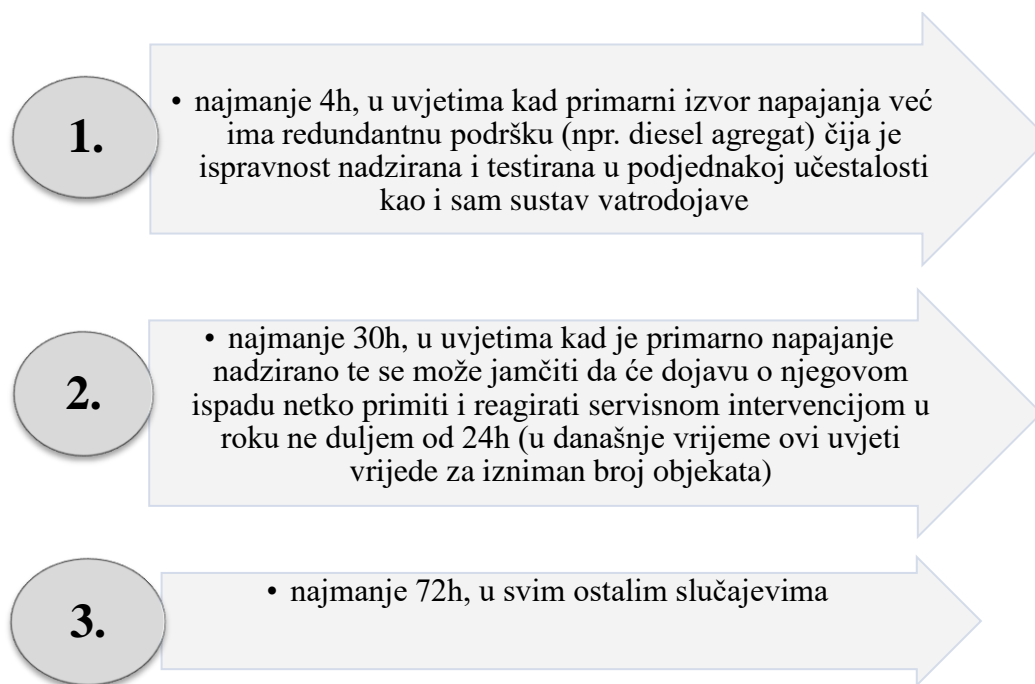 1.
• najmanje 4h, u uvjetima kad primarni izvor napajanja već
ima redundantnu podršku (npr. diesel agregat) čija je
ispravnost nadzirana i testirana u podjednakoj učestalosti
kao i sam sustav vatrodojave
2.
• najmanje 30h, u uvjetima kad je primarno napajanje
nadzirano te se može jamčiti da će dojavu o njegovom
ispadu netko primiti i reagirati servisnom intervencijom u
roku ne duljem od 24h (u današnje vrijeme ovi uvjeti
vrijede za izniman broj objekata)
3.
• najmanje 72h, u svim ostalim slučajevima